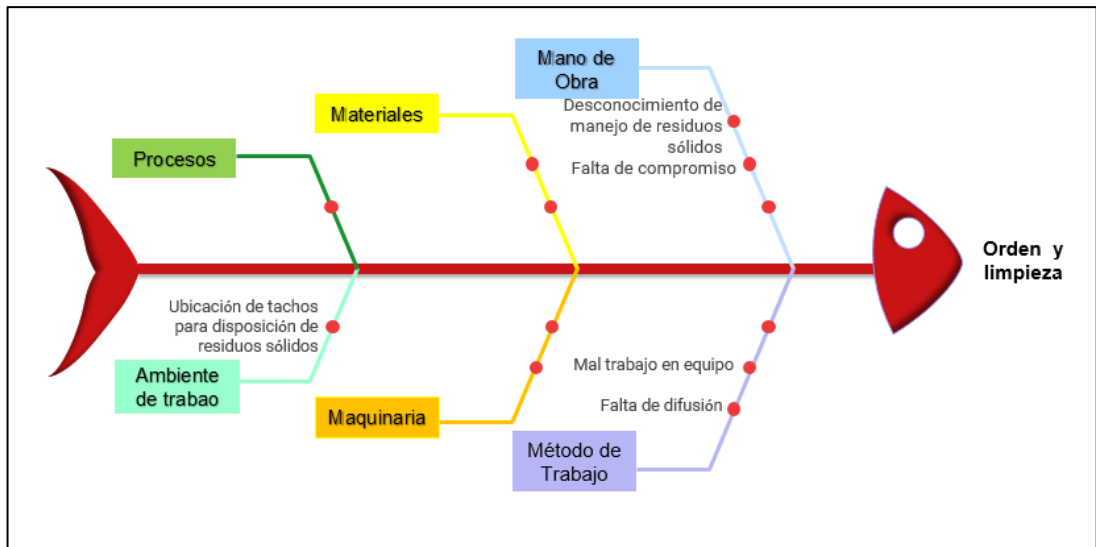 Mano de
Obra
Desconocimiento de
manejo de residuos
sólidos
Falta de compromiso
Materiales
Procesos
Orden y
limpieza
Ubicación de tachos
para disposición de
residuos sólidos
Ambiente
de trabao
Maquinaria
Mal trabajo en equipo
Falta de difusión
Método de
Trabajo